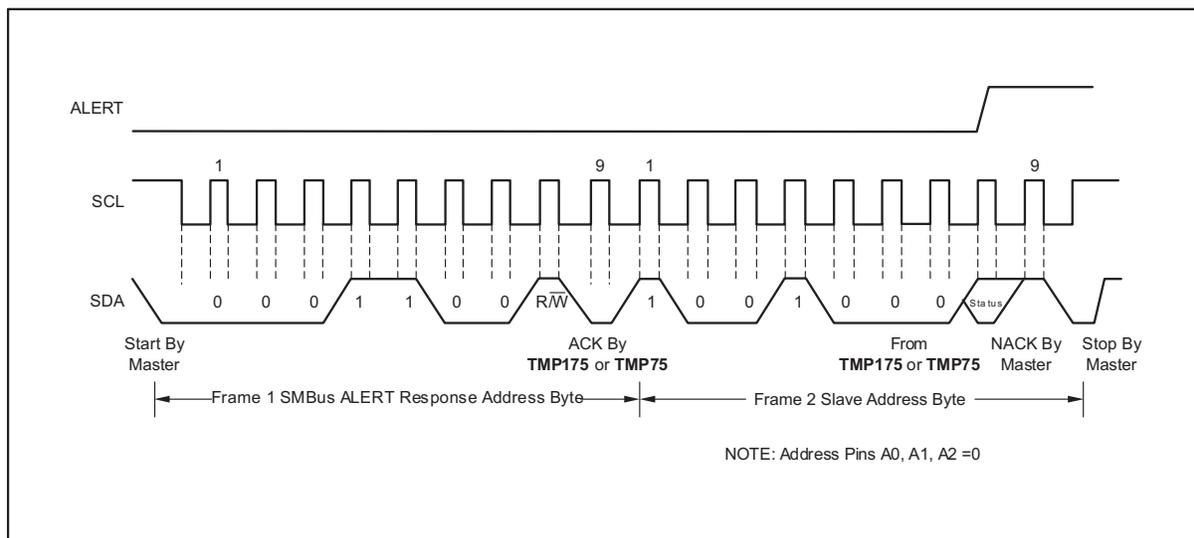 ALERT
1 9 1 9
SCL
SDA
0 0 0 1 1 0 0 R/W̅ 1 0 0 1 0 0 0 Status
Start By
Master
ACK By
TMP175 or TMP75
From
TMP175 or TMP75
NACK By
Master
Stop By
Master
Frame 1 SMBus ALERT Response Address Byte
Frame 2 Slave Address Byte
NOTE: Address Pins A0, A1, A2 =0